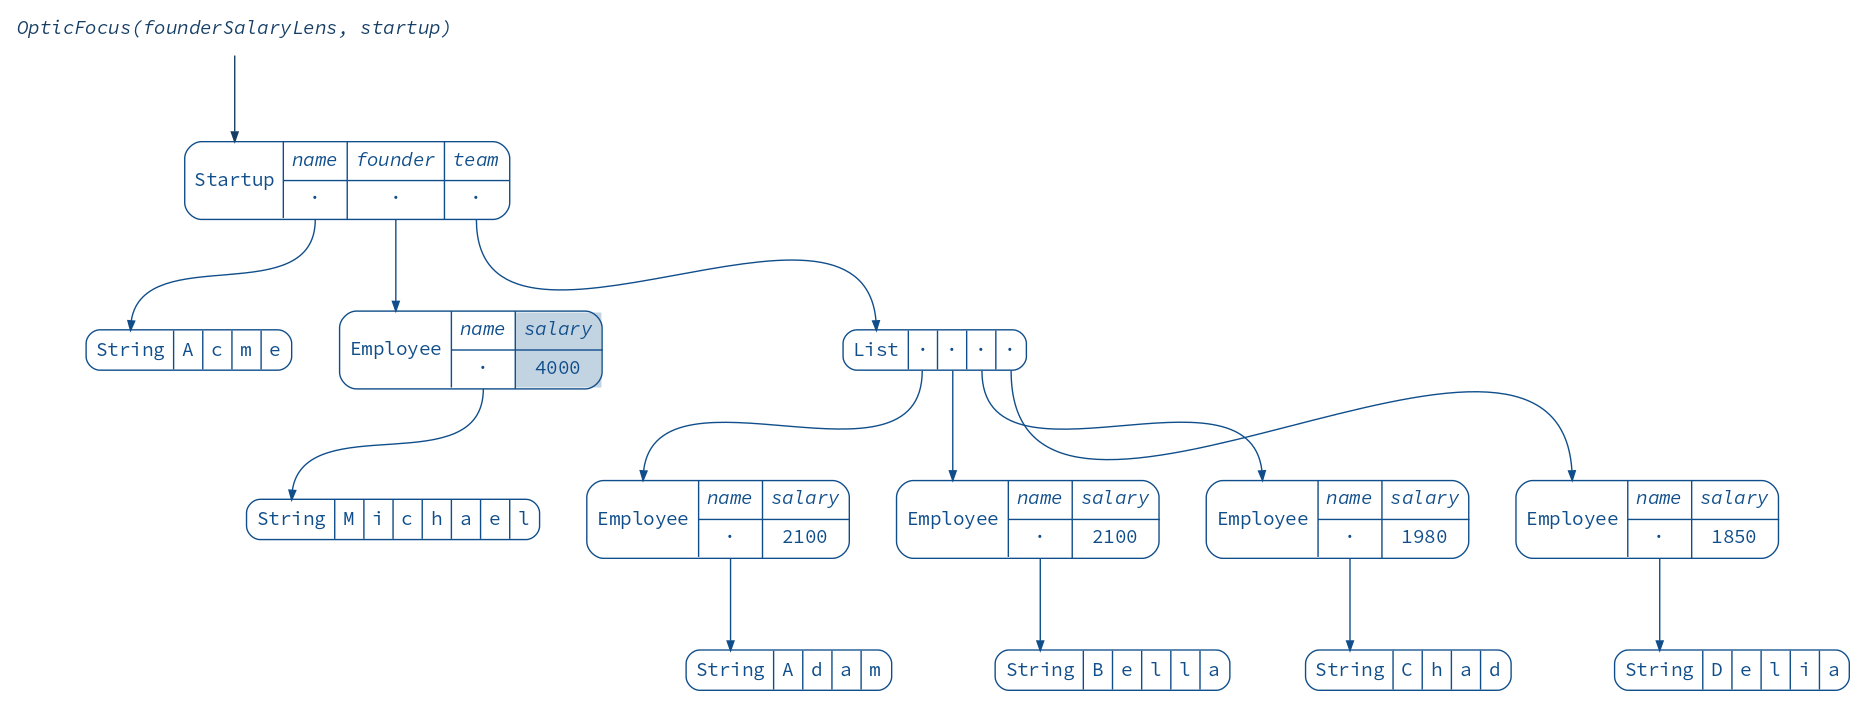 OpticFocus(founderSalaryLens, startup)
Startup name founder team
· · ·
String A c m e
Employee name salary
· 4000
List · · · ·
String M i c h a e l
Employee name salary
· 2100
Employee name salary
· 2100
Employee name salary
· 1980
Employee name salary
· 1850
String A d a m
String B e l l a
String C h a d
String D e l i a